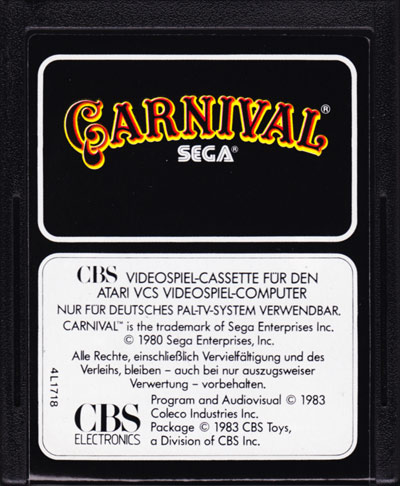 CARNIVAL®
SEGA®
CBS VIDEOSPIEL-CASSETTE FÜR DEN
ATARI VCS VIDEOSPIEL-COMPUTER
NUR FÜR DEUTSCHES PAL-TV-SYSTEM VERWENDBAR.
CARNIVAL™ is the trademark of Sega Enterprises Inc.
© 1980 Sega Enterprises, Inc.
Alle Rechte, einschließlich Vervielfältigung und des
Verleihs, bleiben – auch bei nur auszugsweiser
Verwertung – vorbehalten.
Program and Audiovisual © 1983
Coleco Industries Inc.
Package © 1983 CBS Toys,
a Division of CBS Inc.
CBS
ELECTRONICS
4L1718